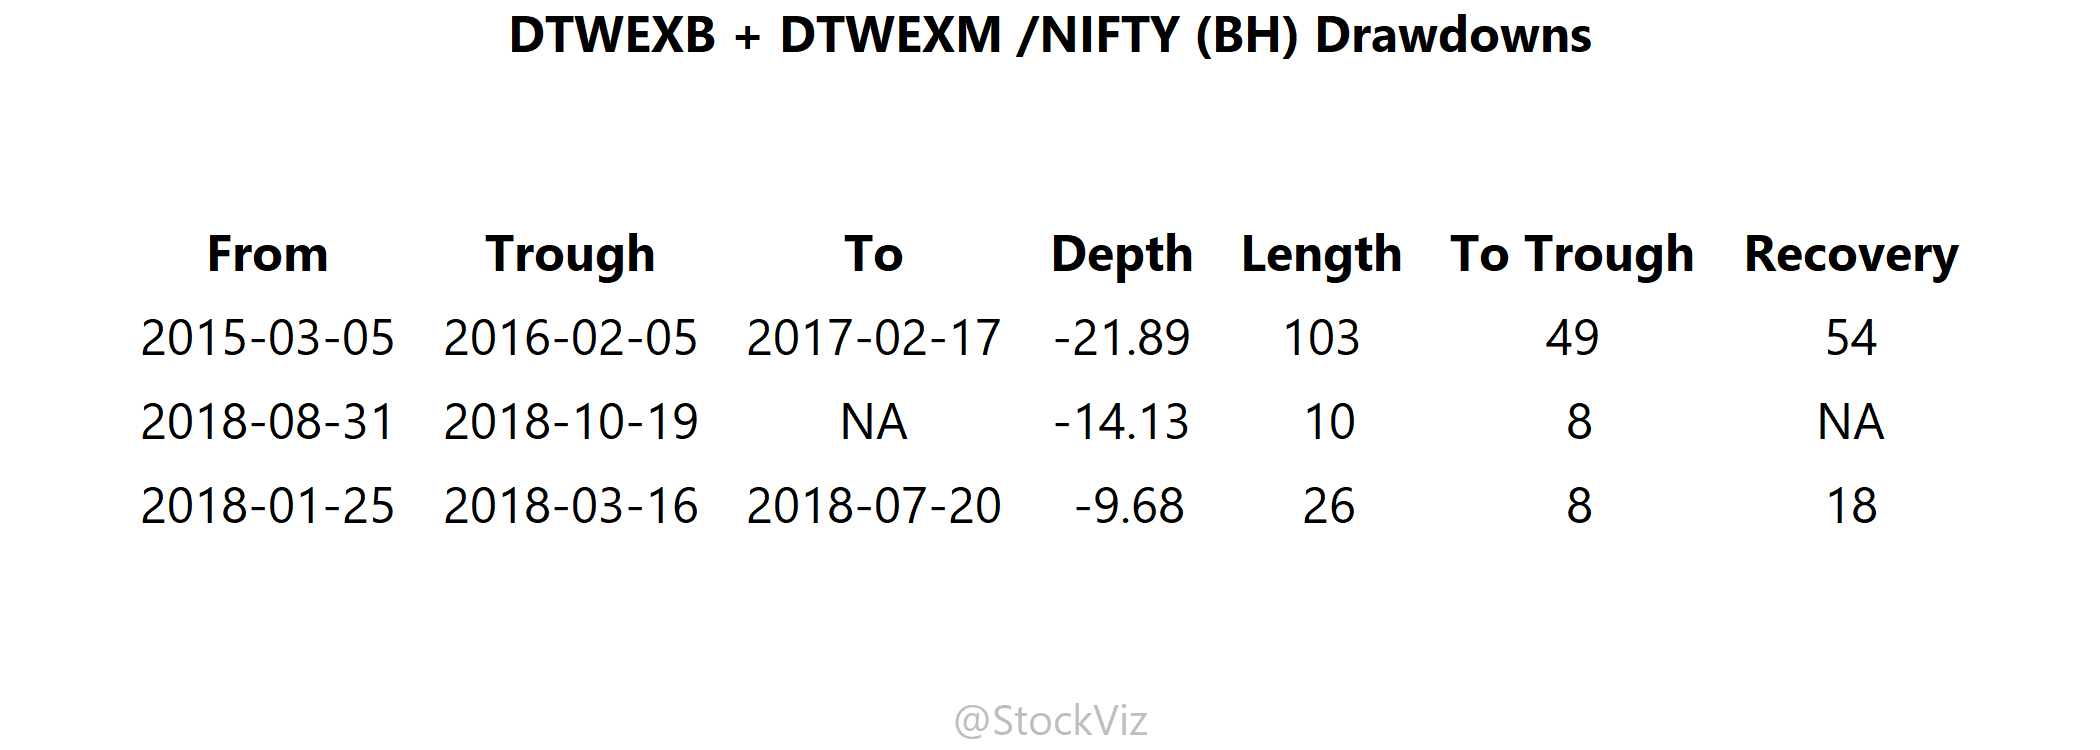 DTWEXB + DTWEXM /NIFTY (BH) Drawdowns
From Trough To Depth Length To Trough Recovery
2015-03-05 2016-02-05 2017-02-17 -21.89 103 49 54
2018-08-31 2018-10-19 NA -14.13 10 8 NA
2018-01-25 2018-03-16 2018-07-20 -9.68 26 8 18
@StockViz